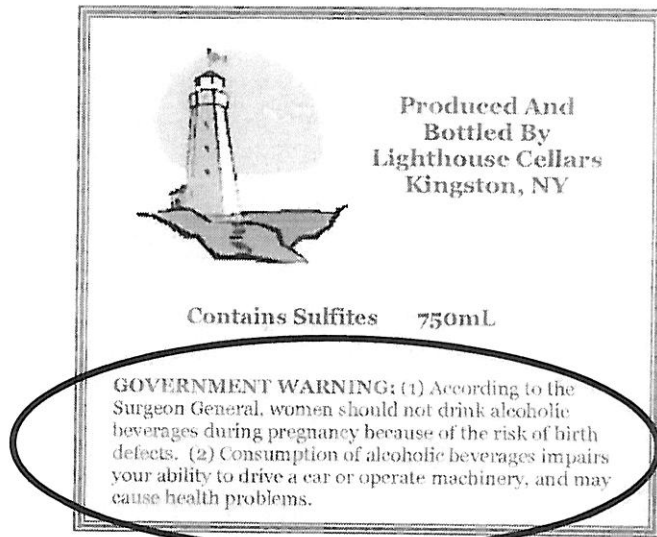 Produced And
Bottled By
Lighthouse Cellars
Kingston, NY
Contains Sulfites 750mL
GOVERNMENT WARNING: (1) According to the
Surgeon General, women should not drink alcoholic
beverages during pregnancy because of the risk of birth
defects. (2) Consumption of alcoholic beverages impairs
your ability to drive a car or operate machinery, and may
cause health problems.